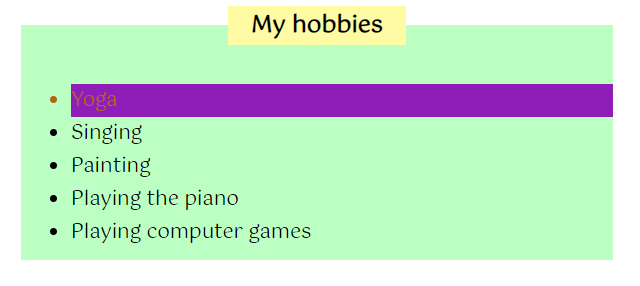 My hobbies
Yoga
Singing
Painting
Playing the piano
Playing computer games